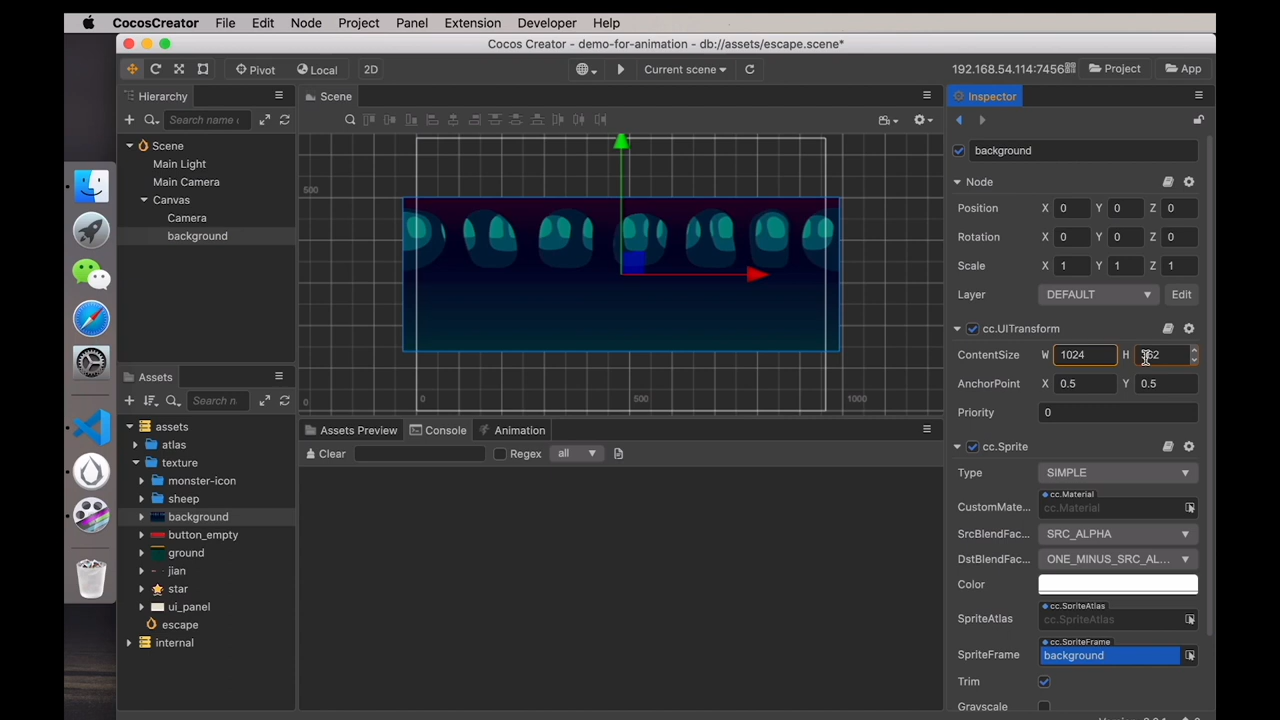 CocosCreator File Edit Node Project Panel Extension Developer Help
Cocos Creator - demo-for-animation - db://assets/escape.scene*
Pivot Local 2D Current scene 192.168.54.114:7456 Project App
Hierarchy
Search name
Scene
Main Light
Main Camera
Canvas
Camera
background
Assets
Search n
assets
atlas
texture
monster-icon
sheep
background
button_empty
ground
jian
star
ui_panel
escape
internal
Scene
500
0 0 500 1000
Assets Preview Console Animation
Clear Regex all
Inspector
background
Node
Position X 0 Y 0 Z 0
Rotation X 0 Y 0 Z 0
Scale X 1 Y 1 Z 1
Layer DEFAULT Edit
cc.UITransform
ContentSize W 1024 H
AnchorPoint X 0.5 Y 0.5
Priority 0
cc.Sprite
Type SIMPLE
cc.Material
CustomMate... cc.Material
SrcBlendFac... SRC_ALPHA
DstBlendFac... ONE_MINUS_SRC_AL...
Color
cc.SpriteAtlas
SpriteAtlas cc.SpriteAtlas
cc.SpriteFrame
SpriteFrame background
Trim
Grayscale